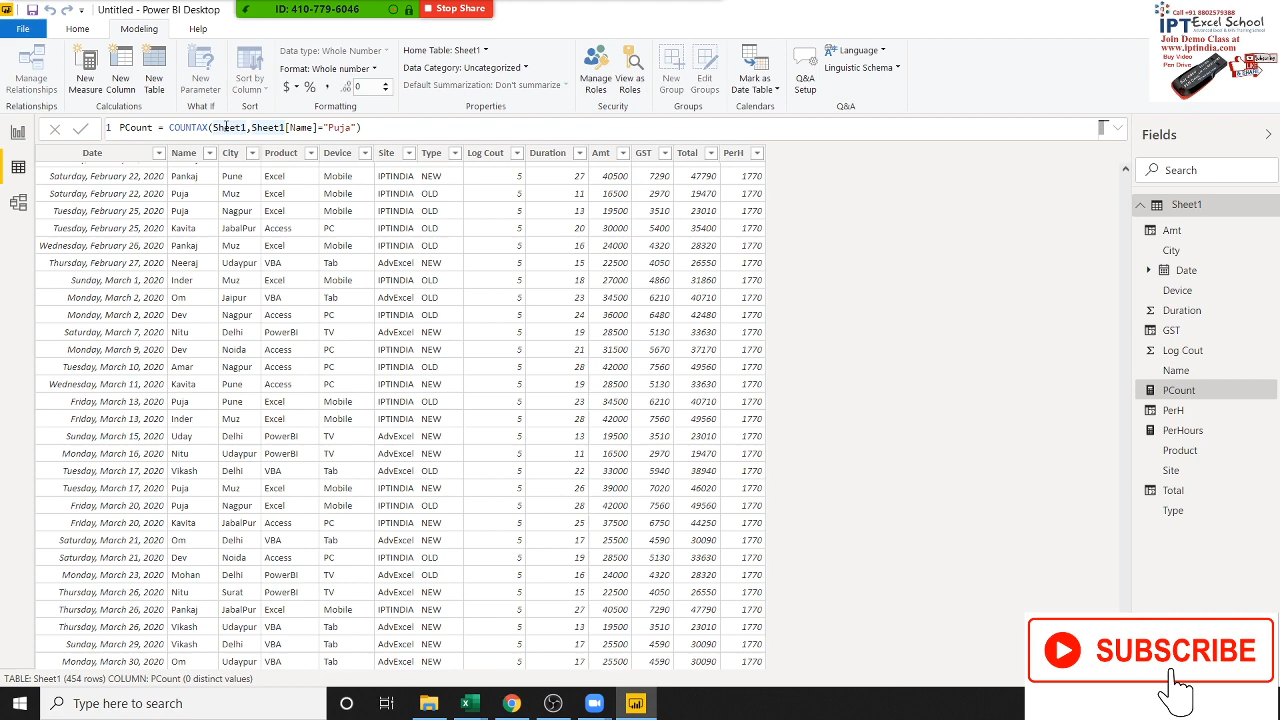 Untitled - Power BI Desktop
ID: 410-779-6046
Stop Share
File Home Modeling Help
Manage Relationships
Relationships
New Measure
New Column
New Table
Calculations
New Parameter
What If
Sort by Column
Sort
Data type: Whole Number
Format: Whole number
$ % 0
Formatting
Home Table: Sheet1
Data Category: Uncategorized
Default Summarization: Don't summarize
Properties
Manage Roles
View as Roles
Security
New Group
Edit Groups
Groups
Mark as Date Table
Calendars
Q&A Setup
Language
Linguistic Schema
Q&A
Call +91 8802579388
IPT Excel School
Advanced Excel & VBA Training School
Join Demo Class at
www.iptindia.com
Buy Video
Pen Drive
1 PCount = COUNTAX(Sheet1,Sheet1[Name]="Puja")
Date Name City Product Device Site Type Log Cout Duration Amt GST Total PerH
Saturday, February 22, 2020 Pankaj Pune Excel Mobile IPTINDIA NEW 5 27 40500 7290 47790 1770
Saturday, February 22, 2020 Puja Muz Excel Mobile IPTINDIA OLD 5 11 16500 2970 19470 1770
Tuesday, February 25, 2020 Puja Nagpur Excel Mobile IPTINDIA OLD 5 13 19500 3510 23010 1770
Tuesday, February 25, 2020 Kavita JabalPur Access PC IPTINDIA OLD 5 20 30000 5400 35400 1770
Wednesday, February 26, 2020 Pankaj Muz Excel Mobile IPTINDIA OLD 5 16 24000 4320 28320 1770
Thursday, February 27, 2020 Neeraj Udaypur VBA Tab AdvExcel OLD 5 15 22500 4050 26550 1770
Sunday, March 1, 2020 Inder Muz Excel Mobile IPTINDIA OLD 5 18 27000 4860 31860 1770
Monday, March 2, 2020 Om Jaipur VBA Tab AdvExcel OLD 5 23 34500 6210 40710 1770
Monday, March 2, 2020 Dev Nagpur Access PC AdvExcel OLD 5 24 36000 6480 42480 1770
Saturday, March 7, 2020 Nitu Delhi PowerBI TV AdvExcel NEW 5 19 28500 5130 33630 1770
Monday, March 9, 2020 Dev Noida Access PC IPTINDIA NEW 5 21 31500 5670 37170 1770
Tuesday, March 10, 2020 Amar Nagpur Access PC IPTINDIA OLD 5 28 42000 7560 49560 1770
Wednesday, March 11, 2020 Kavita Pune Access PC IPTINDIA NEW 5 19 28500 5130 33630 1770
Friday, March 13, 2020 Puja Pune Excel Mobile IPTINDIA OLD 5 23 34500 6210 40710 1770
Friday, March 13, 2020 Inder Muz Excel Mobile IPTINDIA NEW 5 28 42000 7560 49560 1770
Sunday, March 15, 2020 Uday Delhi PowerBI TV AdvExcel NEW 5 13 19500 3510 23010 1770
Monday, March 16, 2020 Nitu Udaypur PowerBI TV AdvExcel NEW 5 11 16500 2970 19470 1770
Tuesday, March 17, 2020 Vikash Delhi VBA Tab AdvExcel OLD 5 22 33000 5940 38940 1770
Tuesday, March 17, 2020 Puja Muz Excel Mobile IPTINDIA NEW 5 26 39000 7020 46020 1770
Friday, March 20, 2020 Puja Nagpur Excel Mobile IPTINDIA OLD 5 28 42000 7560 49560 1770
Friday, March 20, 2020 Kavita JabalPur Access PC IPTINDIA NEW 5 25 37500 6750 44250 1770
Saturday, March 21, 2020 Om Delhi VBA Tab AdvExcel NEW 5 17 25500 4590 30090 1770
Saturday, March 21, 2020 Dev Noida Access PC IPTINDIA OLD 5 19 28500 5130 33630 1770
Monday, March 23, 2020 Mohan Delhi PowerBI TV AdvExcel OLD 5 16 24000 4320 28320 1770
Thursday, March 26, 2020 Nitu Surat PowerBI TV AdvExcel NEW 5 15 22500 4050 26550 1770
Thursday, March 26, 2020 Pankaj JabalPur Excel Mobile IPTINDIA NEW 5 27 40500 7290 47790 1770
Thursday, March 26, 2020 Vikash Udaypur VBA Tab AdvExcel NEW 5 13 19500 3510 23010 1770
Sunday, March 29, 2020 Vikash Delhi VBA Tab AdvExcel NEW 5 17 25500 4590 30090 1770
Monday, March 30, 2020 Om Udaypur VBA Tab AdvExcel NEW 5 17 25500 4590 30090 1770
Fields
Search
Sheet1
Amt
City
Date
Device
Duration
GST
Log Cout
Name
PCount
PerH
PerHours
Product
Site
Total
Type
SUBSCRIBE
TABLE: Sheet1 (454 rows) COLUMN: PCount (0 distinct values)
Type here to search